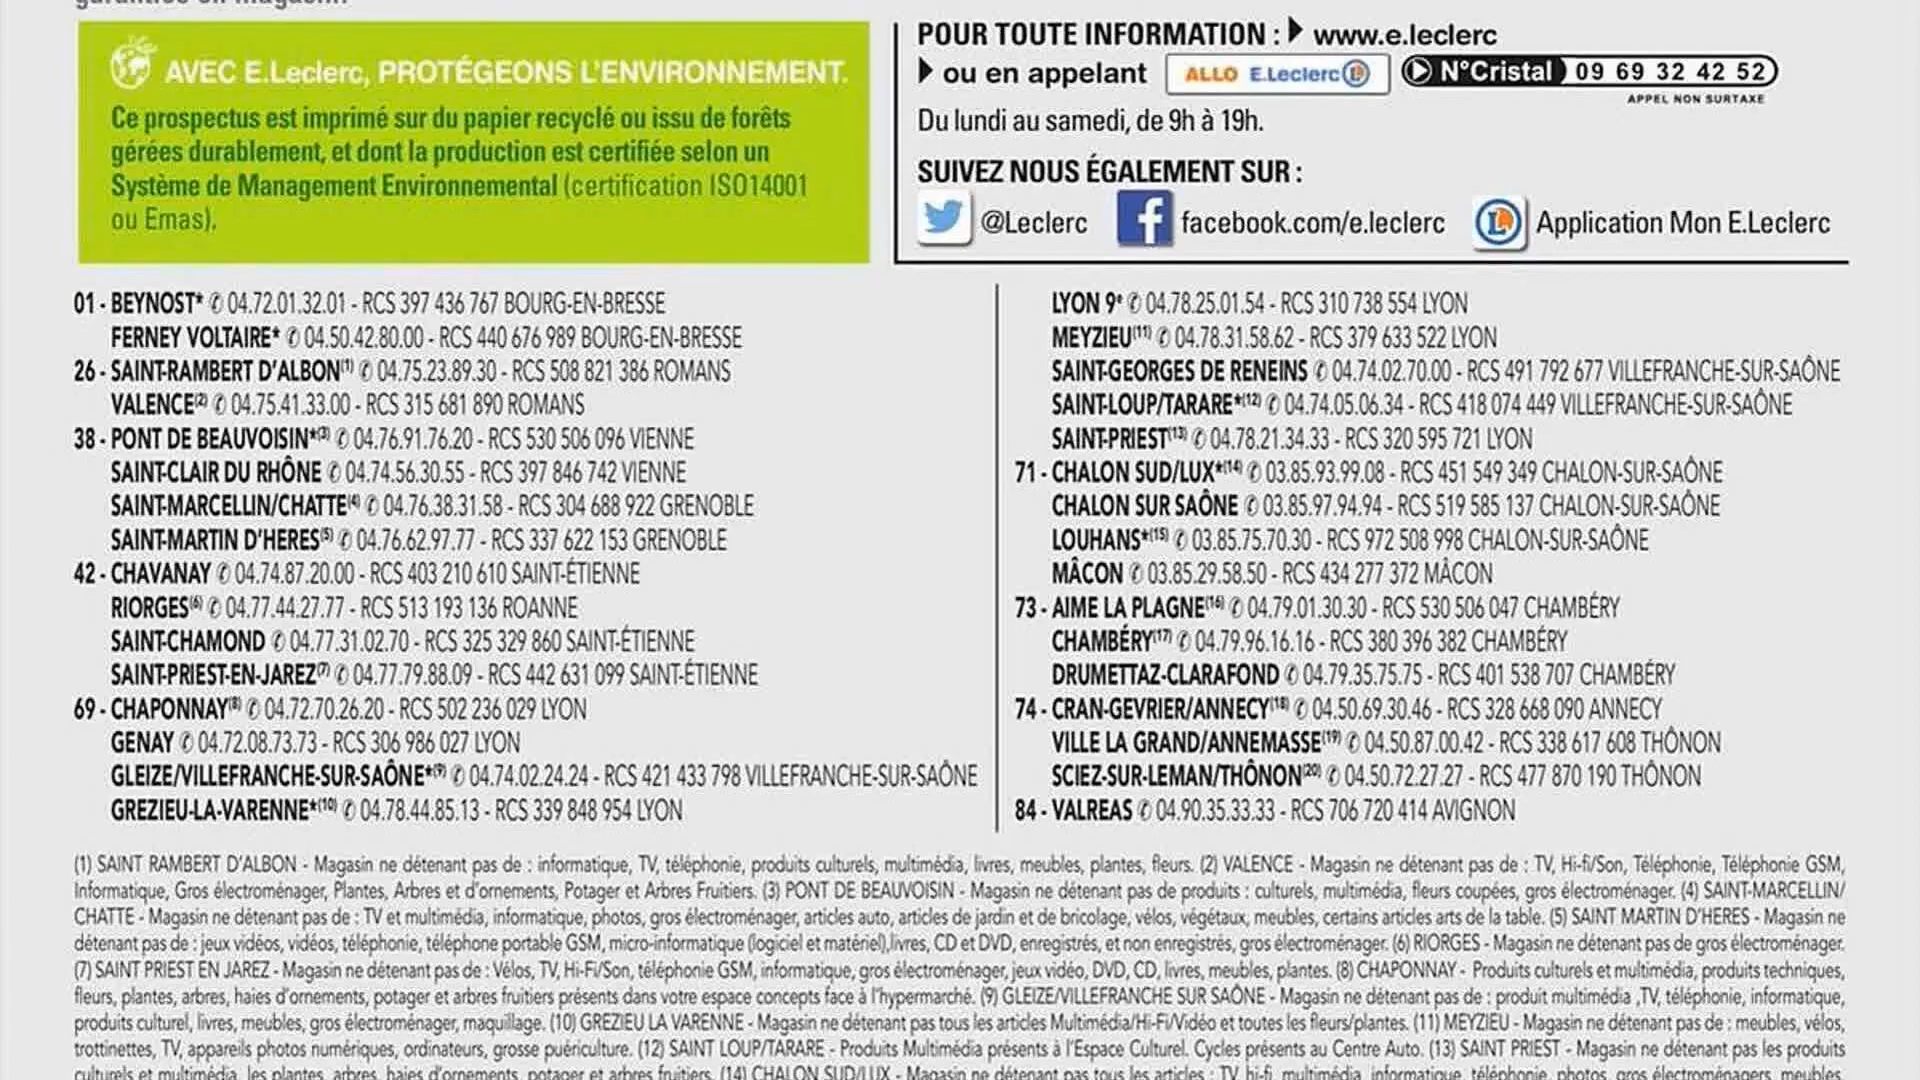 garanties en magasin.
AVEC E.Leclerc, PROTÉGEONS L'ENVIRONNEMENT.
Ce prospectus est imprimé sur du papier recyclé ou issu de forêts
gérées durablement, et dont la production est certifiée selon un
Système de Management Environnemental (certification ISO14001
ou Emas).
POUR TOUTE INFORMATION : www.e.leclerc
ou en appelant ALLO E.Leclerc N°Cristal 09 69 32 42 52
APPEL NON SURTAXE
Du lundi au samedi, de 9h à 19h.
SUIVEZ NOUS ÉGALEMENT SUR :
@Leclerc facebook.com/e.leclerc Application Mon E.Leclerc
01 - BEYNOST* ✆ 04.72.01.32.01 - RCS 397 436 767 BOURG-EN-BRESSE
FERNEY VOLTAIRE* ✆ 04.50.42.80.00 - RCS 440 676 989 BOURG-EN-BRESSE
26 - SAINT-RAMBERT D'ALBON(1) ✆ 04.75.23.89.30 - RCS 508 821 386 ROMANS
VALENCE(2) ✆ 04.75.41.33.00 - RCS 315 681 890 ROMANS
38 - PONT DE BEAUVOISIN*(3) ✆ 04.76.91.76.20 - RCS 530 506 096 VIENNE
SAINT-CLAIR DU RHÔNE ✆ 04.74.56.30.55 - RCS 397 846 742 VIENNE
SAINT-MARCELLIN/CHATTE(4) ✆ 04.76.38.31.58 - RCS 304 688 922 GRENOBLE
SAINT-MARTIN D'HERES(5) ✆ 04.76.62.97.77 - RCS 337 622 153 GRENOBLE
42 - CHAVANAY ✆ 04.74.87.20.00 - RCS 403 210 610 SAINT-ÉTIENNE
RIORGES(6) ✆ 04.77.44.27.77 - RCS 513 193 136 ROANNE
SAINT-CHAMOND ✆ 04.77.31.02.70 - RCS 325 329 860 SAINT-ÉTIENNE
SAINT-PRIEST-EN-JAREZ(7) ✆ 04.77.79.88.09 - RCS 442 631 099 SAINT-ÉTIENNE
69 - CHAPONNAY(8) ✆ 04.72.70.26.20 - RCS 502 236 029 LYON
GENAY ✆ 04.72.08.73.73 - RCS 306 986 027 LYON
GLEIZE/VILLEFRANCHE-SUR-SAÔNE*(9) ✆ 04.74.02.24.24 - RCS 421 433 798 VILLEFRANCHE-SUR-SAÔNE
GREZIEU-LA-VARENNE*(10) ✆ 04.78.44.85.13 - RCS 339 848 954 LYON
LYON 9e ✆ 04.78.25.01.54 - RCS 310 738 554 LYON
MEYZIEU(11) ✆ 04.78.31.58.62 - RCS 379 633 522 LYON
SAINT-GEORGES DE RENEINS ✆ 04.74.02.70.00 - RCS 491 792 677 VILLEFRANCHE-SUR-SAÔNE
SAINT-LOUP/TARARE*(12) ✆ 04.74.05.06.34 - RCS 418 074 449 VILLEFRANCHE-SUR-SAÔNE
SAINT-PRIEST(13) ✆ 04.78.21.34.33 - RCS 320 595 721 LYON
71 - CHALON SUD/LUX*(14) ✆ 03.85.93.99.08 - RCS 451 549 349 CHALON-SUR-SAÔNE
CHALON SUR SAÔNE ✆ 03.85.97.94.94 - RCS 519 585 137 CHALON-SUR-SAÔNE
LOUHANS*(15) ✆ 03.85.75.70.30 - RCS 972 508 998 CHALON-SUR-SAÔNE
MÂCON ✆ 03.85.29.58.50 - RCS 434 277 372 MÂCON
73 - AIME LA PLAGNE(16) ✆ 04.79.01.30.30 - RCS 530 506 047 CHAMBÉRY
CHAMBÉRY(17) ✆ 04.79.96.16.16 - RCS 380 396 382 CHAMBÉRY
DRUMETTAZ-CLARAFOND ✆ 04.79.35.75.75 - RCS 401 538 707 CHAMBÉRY
74 - CRAN-GEVRIER/ANNECY(18) ✆ 04.50.69.30.46 - RCS 328 668 090 ANNECY
VILLE LA GRAND/ANNEMASSE(19) ✆ 04.50.87.00.42 - RCS 338 617 608 THÔNON
SCIEZ-SUR-LEMAN/THÔNON(20) ✆ 04.50.72.27.27 - RCS 477 870 190 THÔNON
84 - VALREAS ✆ 04.90.35.33.33 - RCS 706 720 414 AVIGNON
(1) SAINT RAMBERT D'ALBON - Magasin ne détenant pas de : informatique, TV, téléphonie, produits culturels, multimédia, livres, meubles, plantes, fleurs. (2) VALENCE - Magasin ne détenant pas de : TV, Hi-fi/Son, Téléphonie, Téléphonie GSM,
Informatique, Gros électroménager, Plantes, Arbres et d'ornements, Potager et Arbres Fruitiers. (3) PONT DE BEAUVOISIN - Magasin ne détenant pas de produits : culturels, multimédia, fleurs coupées, gros électroménager. (4) SAINT-MARCELLIN/
CHATTE - Magasin ne détenant pas de : TV et multimédia, informatique, photos, gros électroménager, articles auto, articles de jardin et de bricolage, vélos, végétaux, meubles, certains articles arts de la table. (5) SAINT MARTIN D'HERES - Magasin ne
détenant pas de : jeux vidéos, vidéos, téléphonie, téléphone portable GSM, micro-informatique (logiciel et matériel),livres, CD et DVD, enregistrés, et non enregistrés, gros électroménager. (6) RIORGES - Magasin ne détenant pas de gros électroménager.
(7) SAINT PRIEST EN JAREZ - Magasin ne détenant pas de : Vélos, TV, Hi-Fi/Son, téléphonie GSM, informatique, gros électroménager, jeux vidéo, DVD, CD, livres, meubles, plantes. (8) CHAPONNAY - Produits culturels et multimédia, produits techniques,
fleurs, plantes, arbres, haies d'ornements, potager et arbres fruitiers présents dans votre espace concepts face à l'hypermarché. (9) GLEIZE/VILLEFRANCHE SUR SAÔNE - Magasin ne détenant pas de : produit multimédia ,TV, téléphonie, informatique,
produits culturel, livres, meubles, gros électroménager, maquillage. (10) GREZIEU LA VARENNE - Magasin ne détenant pas tous les articles Multimédia/Hi-Fi/Vidéo et toutes les fleurs/plantes. (11) MEYZIEU - Magasin ne détenant pas de : meubles, vélos,
trottinettes, TV, appareils photos numériques, ordinateurs, grosse puériculture. (12) SAINT LOUP/TARARE - Produits Multimédia présents à l'Espace Culturel. Cycles présents au Centre Auto. (13) SAINT PRIEST - Magasin ne détenant pas les produits
culturels et multimédia, les plantes, arbres, haies d'ornements, potager et arbres fruitiers. (14) CHALON SUD/LUX - Magasin ne détenant pas tous les articles : TV, hi-fi, multimédia, informatique, téléphonie, photos, gros électroménagers, meubles,